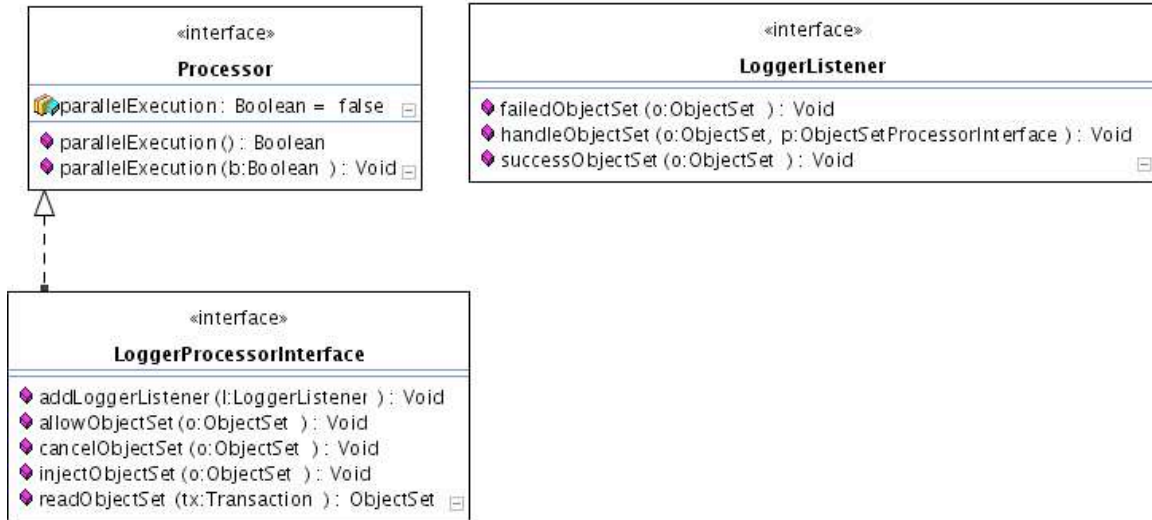 «interface»
Processor
parallelExecution: Boolean = false
parallelExecution (): Boolean
parallelExecution (b:Boolean ): Void
«interface»
LoggerListener
failedObjectSet (o:ObjectSet ): Void
handleObjectSet (o:ObjectSet, p:ObjectSetProcessorInterface ): Void
successObjectSet (o:ObjectSet ): Void
«interface»
LoggerProcessorInterface
addLoggerListener (l:LoggerListener ): Void
allowObjectSet (o:ObjectSet ): Void
cancelObjectSet (o:ObjectSet ): Void
injectObjectSet (o:ObjectSet ): Void
readObjectSet (tx:Transaction ): ObjectSet